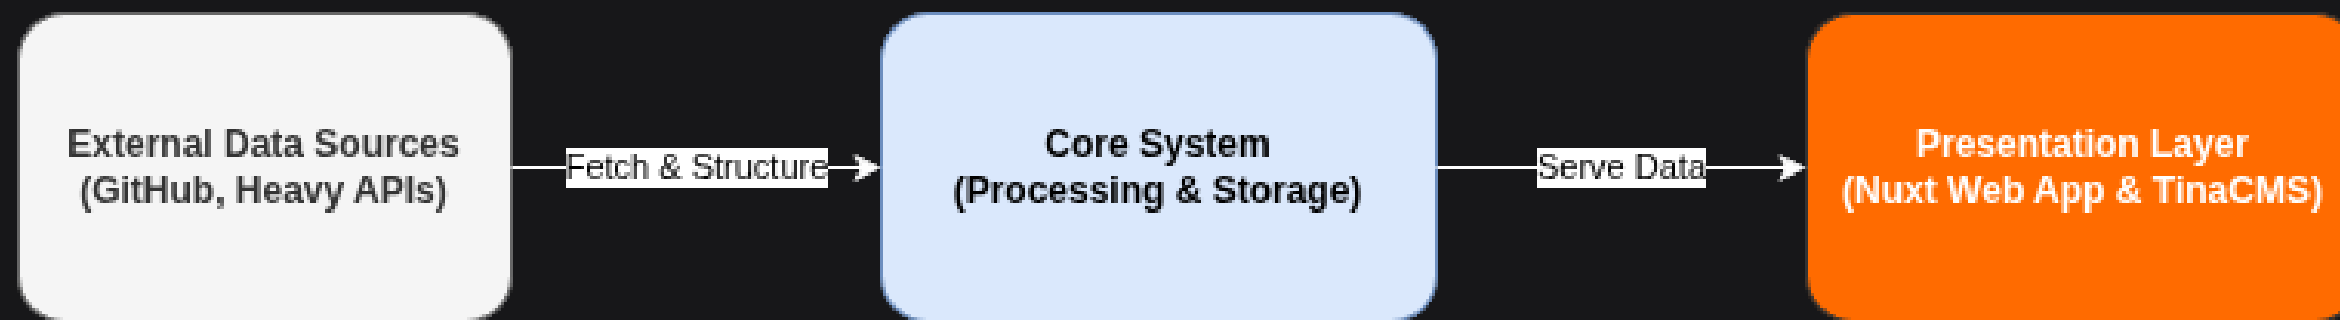 External Data Sources
(GitHub, Heavy APIs)
Fetch & Structure
Core System
(Processing & Storage)
Serve Data
Presentation Layer
(Nuxt Web App & TinaCMS)